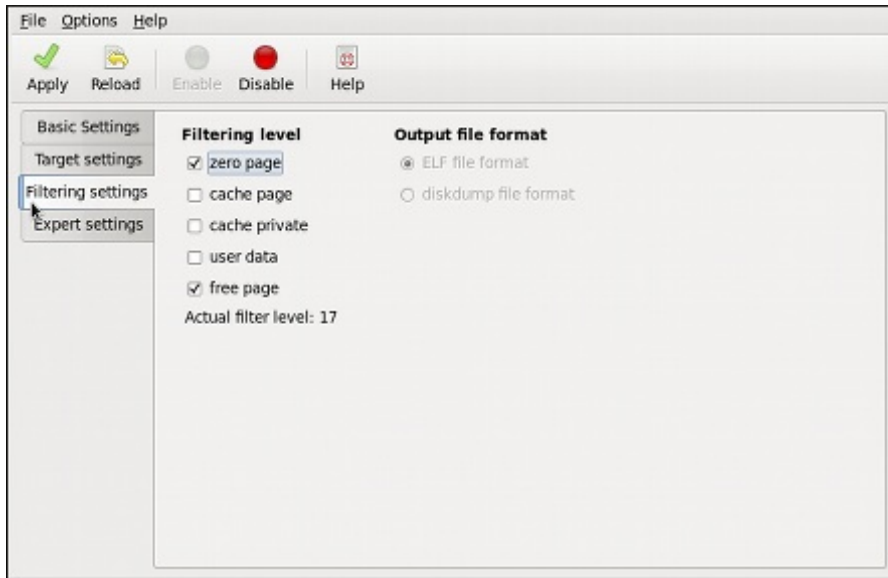 File Options Help
Apply Reload Enable Disable Help
Basic Settings
Target settings
Filtering settings
Expert settings
Filtering level
zero page
cache page
cache private
user data
free page
Actual filter level: 17
Output file format
ELF file format
diskdump file format